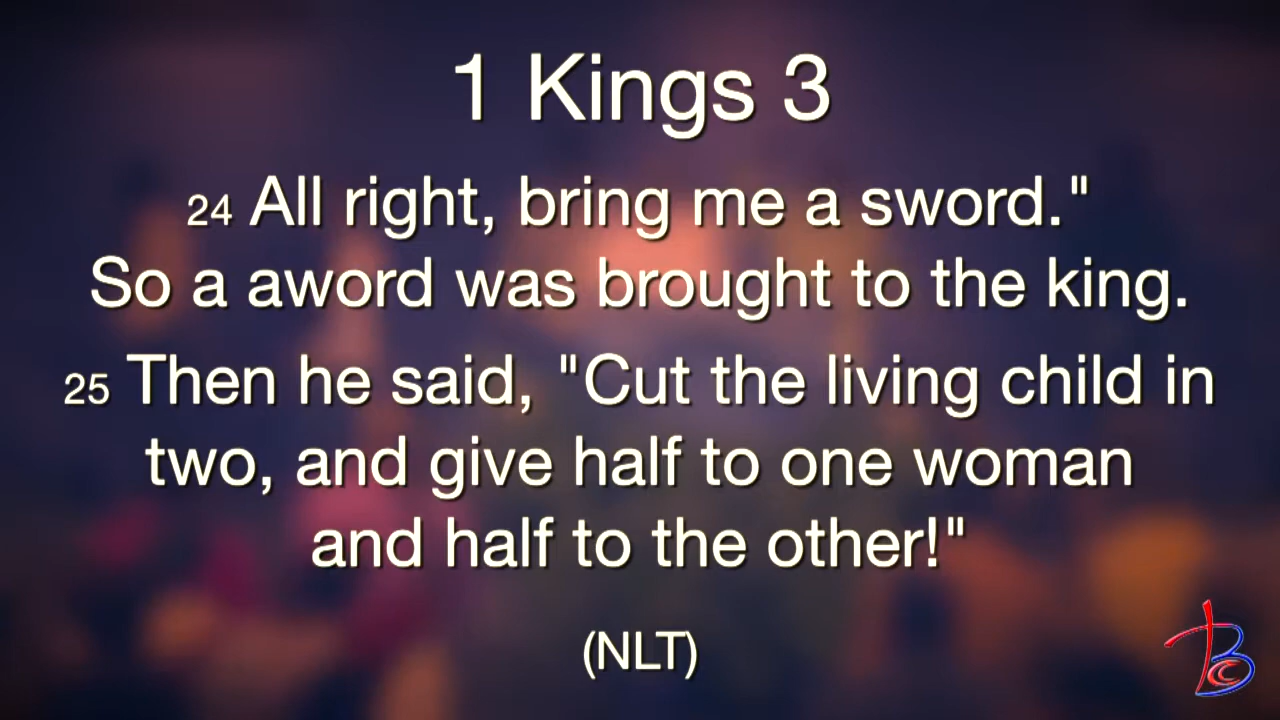 1 Kings 3
24 All right, bring me a sword."
So a aword was brought to the king.
25 Then he said, "Cut the living child in
two, and give half to one woman
and half to the other!"
(NLT)
BCC